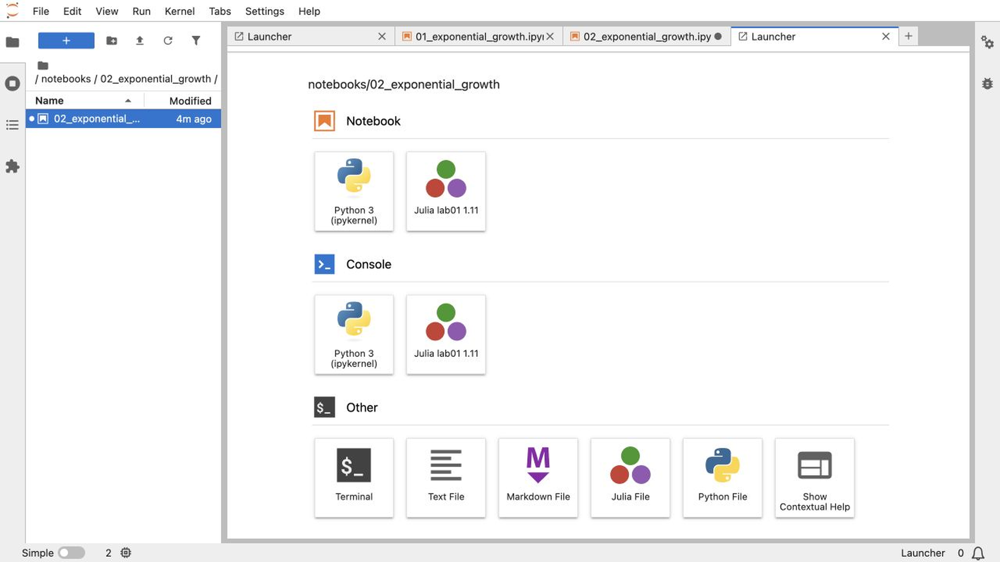 File Edit View Run Kernel Tabs Settings Help
+
Launcher
01_exponential_growth.ipyn
02_exponential_growth.ipy
Launcher
/ notebooks / 02_exponential_growth /
Name Modified
02_exponential_... 4m ago
notebooks/02_exponential_growth
Notebook
Python 3
(ipykernel)
Julia lab01 1.11
>_ Console
Python 3
(ipykernel)
Julia lab01 1.11
$_ Other
$_
Terminal
Text File
M
Markdown File
Julia File
Python File
Show
Contextual Help
Simple 2 Launcher 0